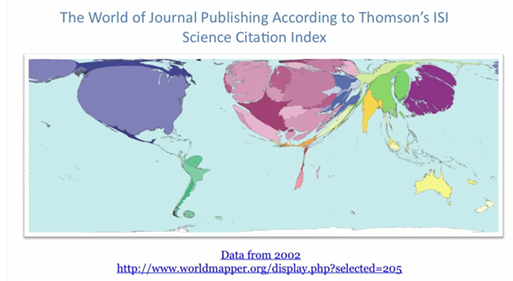 The World of Journal Publishing According to Thomson's ISI
Science Citation Index
Data from 2002
http://www.worldmapper.org/display.php?selected=205